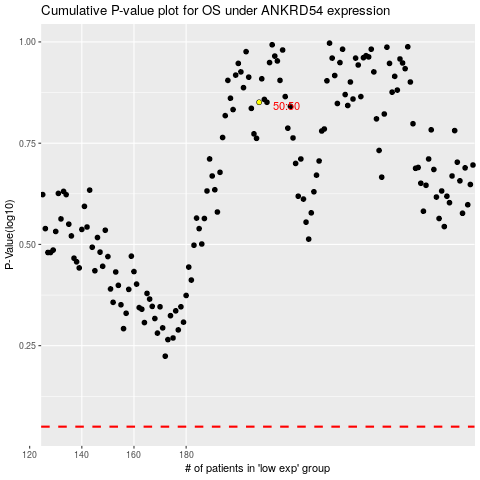 Cumulative P-value plot for OS under ANKRD54 expression
P-Value(log10)
1.00
0.75
0.50
0.25
50:50
120 140 160 180
# of patients in 'low exp' group